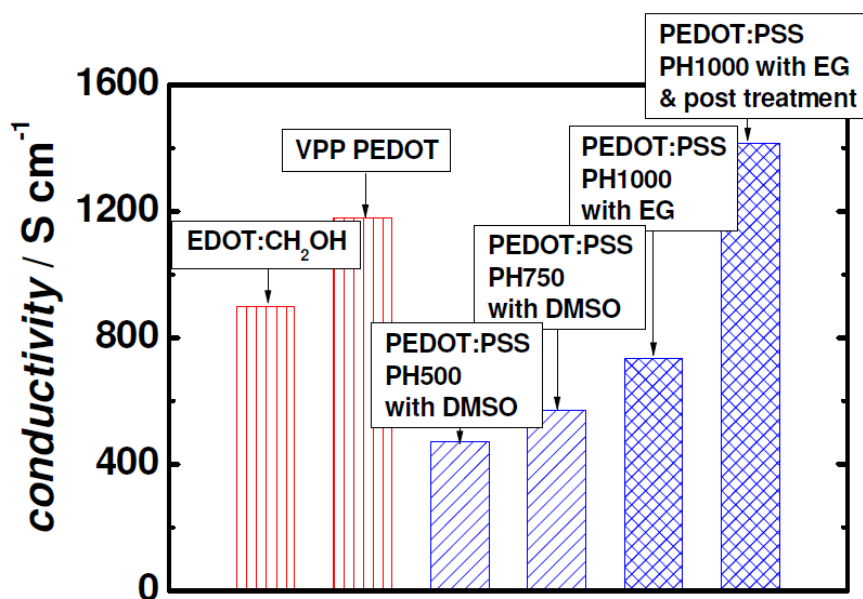 conductivity / S cm⁻¹
1600
1200
800
400
0
EDOT:CH₂OH
VPP PEDOT
PEDOT:PSS
PH500
with DMSO
PEDOT:PSS
PH750
with DMSO
PEDOT:PSS
PH1000
with EG
PEDOT:PSS
PH1000 with EG
& post treatment